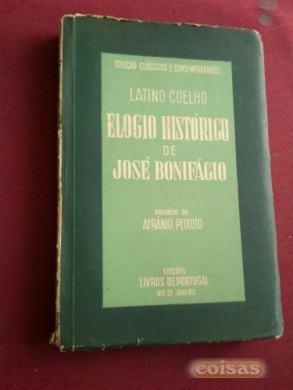 COLEÇÃO CLÁSSICOS E CONTEMPORÂNEOS
LATINO COELHO
ELOGIO HISTÓRICO
DE
JOSÉ BONIFÁCIO
PREFÁCIO DE
AFRÂNIO PEIXOTO
EDIÇÕES
LIVROS DE PORTUGAL
RIO DE JANEIRO
coisas